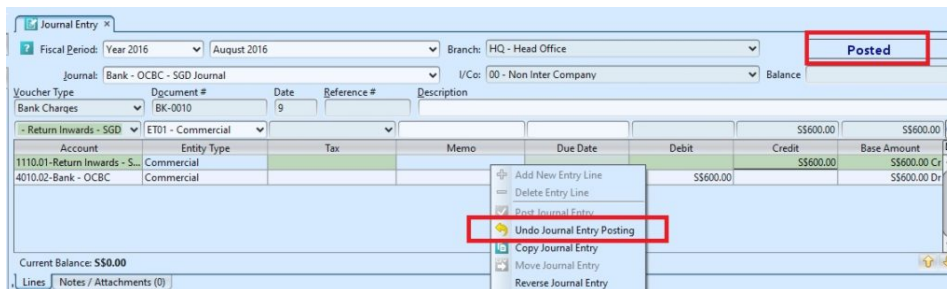 Journal Entry
? Fiscal Period: Year 2016 August 2016 Branch: HQ - Head Office Posted
Journal: Bank - OCBC - SGD Journal I/Co: 00 - Non Inter Company Balance
Voucher Type Document # Date Reference # Description
Bank Charges BK-0010 9
- Return Inwards - SGD ET01 - Commercial S$600.00 S$600.00
Account Entity Type Tax Memo Due Date Debit Credit Base Amount
1110.01-Return Inwards - S... Commercial S$600.00 S$600.00 Cr
4010.02-Bank - OCBC Commercial S$600.00 S$600.00 Dr
Add New Entry Line
Delete Entry Line
Post Journal Entry
Undo Journal Entry Posting
Copy Journal Entry
Move Journal Entry
Reverse Journal Entry
Current Balance: S$0.00
Lines Notes / Attachments (0)